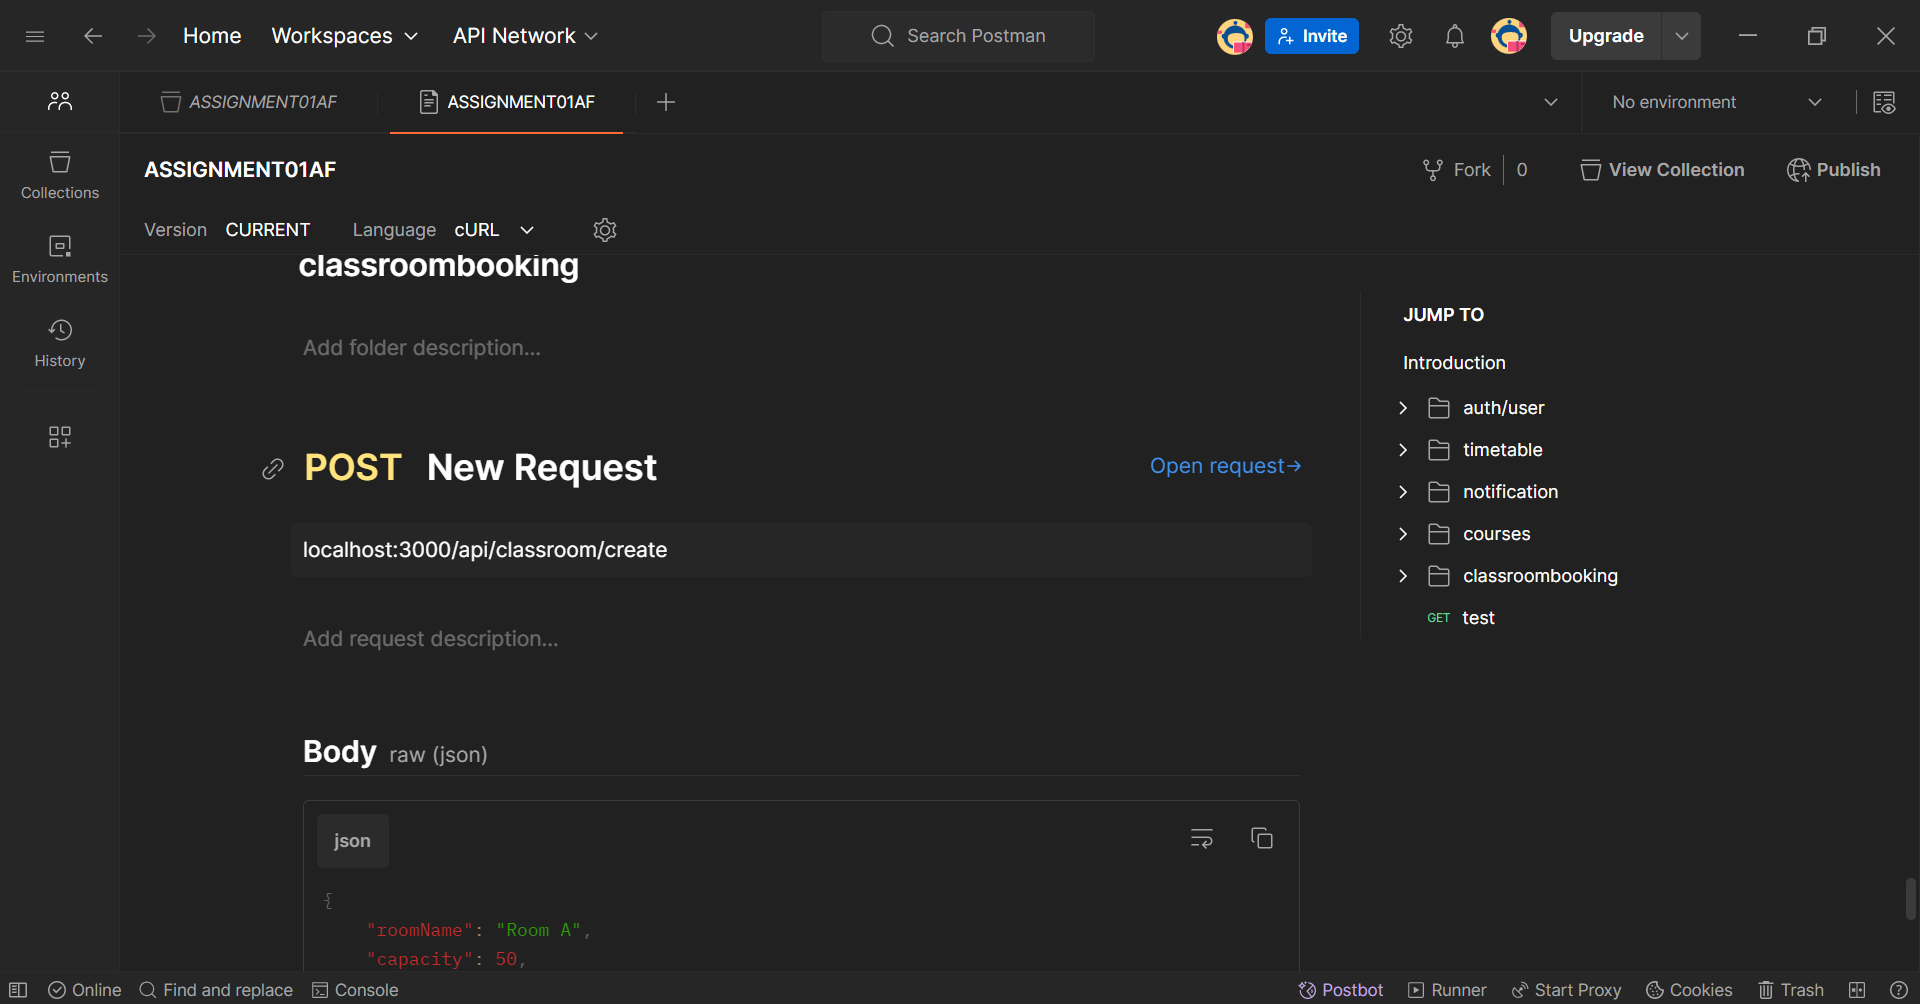 Home Workspaces API Network Search Postman Invite Upgrade
ASSIGNMENT01AF ASSIGNMENT01AF No environment
ASSIGNMENT01AF Fork 0 View Collection Publish
Collections
Version CURRENT Language cURL
classroombooking
Environments
JUMP TO
Add folder description...
Introduction
History
auth/user
timetable
POST New Request Open request→
notification
courses
localhost:3000/api/classroom/create
classroombooking
GET test
Add request description...
Body raw (json)
json
{
"roomName": "Room A",
"capacity": 50,
Online Find and replace Console Postbot Runner Start Proxy Cookies Trash